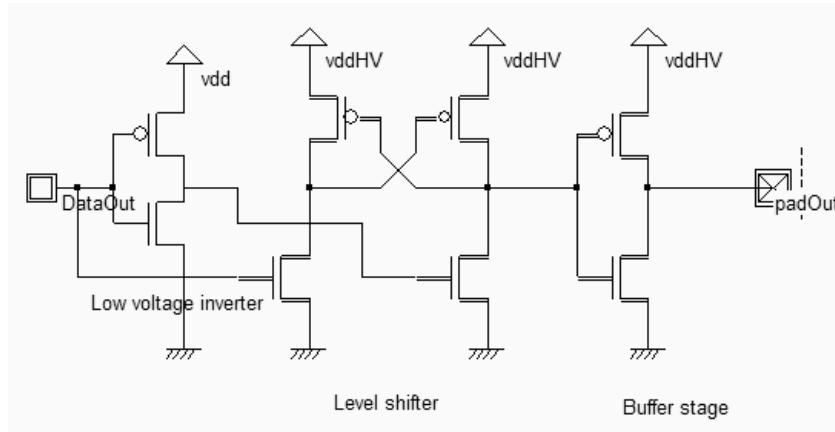 vddHV
vddHV
vddHV
vdd
DataOut
padOut
Low voltage inverter
Level shifter
Buffer stage